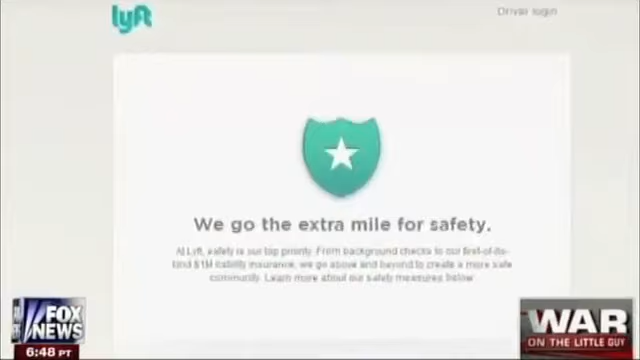 lyft
Driver login
We go the extra mile for safety.
At Lyft, safety is our top priority. From background checks to our first-of-its-
kind $1M liability insurance, we go above and beyond to create a more safe
community. Learn more about our safety measures below
FOX
NEWS
6:48 PT
WAR
ON THE LITTLE GUY